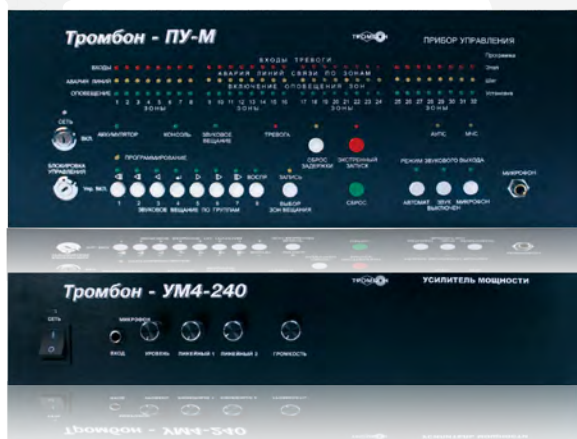 Тромбон - ПУ-М
ТРОМБОН
ПРИБОР УПРАВЛЕНИЯ
Программа
ВХОДЫ ТРЕВОГИ
ВХОДЫ
Отчет
АВАРИЯ ЛИНИЙ СВЯЗИ ПО ЗОНАМ
АВАРИЯ ЛИНИЙ
Шаг
ВКЛЮЧЕНИЕ ОПОВЕЩЕНИЯ ЗОН
ОПОВЕЩЕНИЕ
Установка
1 2 3 4 5 6 7 8 9 10 11 12 13 14 15 16 17 18 19 20 21 22 23 24 25 26 27 28 29 30 31 32
ЗОНЫ ЗОНЫ ЗОНЫ ЗОНЫ
СЕТЬ
ВКЛ.
АККУМУЛЯТОР
КОНСОЛЬ
ЗВУКОВОЕ
ВЕЩАНИЕ
ТРЕВОГА
АУПС
МЧС
ПРОГРАММИРОВАНИЕ
СБРОС
ЗАДЕРЖКИ
ЭКСТРЕННЫЙ
ЗАПУСК
БЛОКИРОВКА
УПРАВЛЕНИЯ
ВОСПР
ЗАПИСЬ
РЕЖИМ ЗВУКОВОГО ВЫХОДА
МИКРОФОН
Упр. ВКЛ.
1 2 3 4 5 6 7 8
ЗВУКОВОЕ ВЕЩАНИЕ ПО ГРУППАМ
ВЫБОР
ЗОН ВЕЩАНИЯ
СБРОС
АВТОМАТ
ЗВУК
ВЫКЛЮЧЕН
МИКРОФОН
Тромбон - УМ4-240
ТРОМБОН
УСИЛИТЕЛЬ МОЩНОСТИ
СЕТЬ
МИКРОФОН
ВХОД
УРОВЕНЬ
ЛИНЕЙНЫЙ 1
ЛИНЕЙНЫЙ 2
ГРОМКОСТЬ